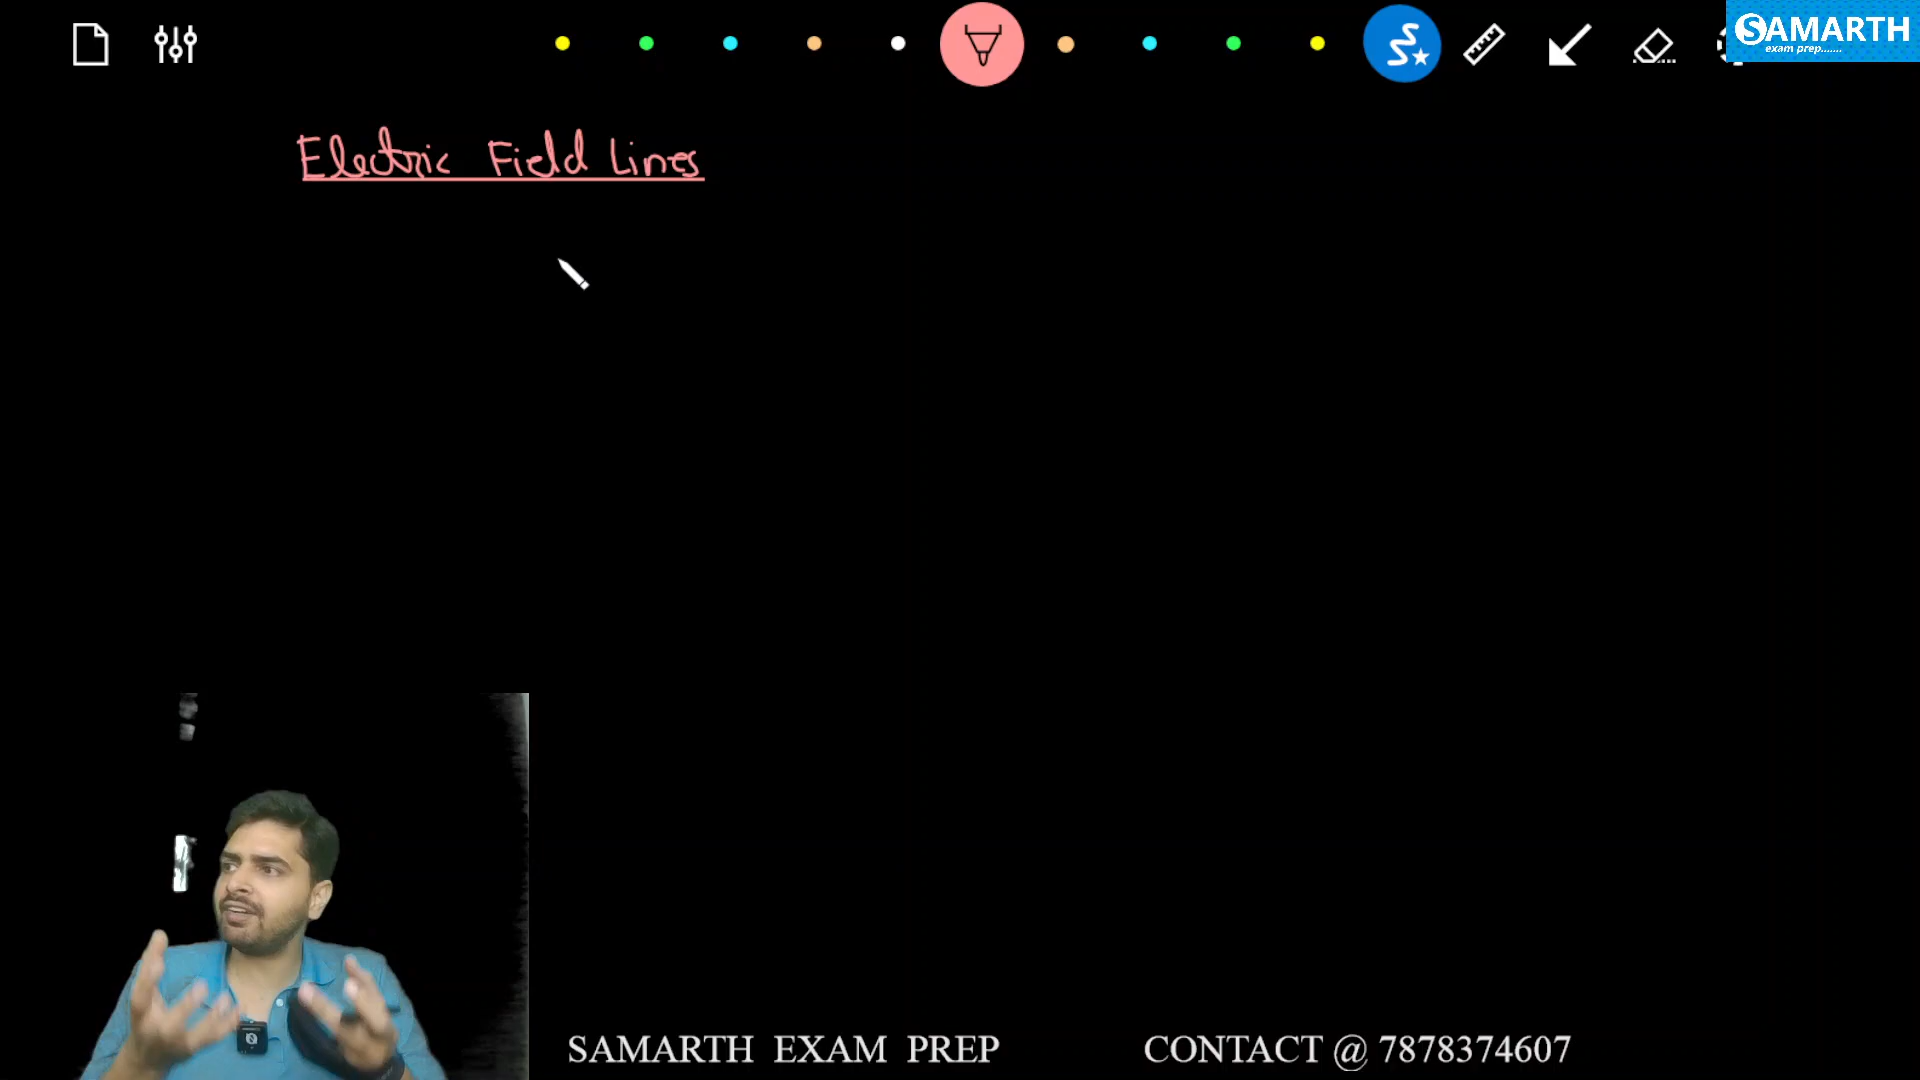 SAMARTH
exam prep.......
Electric Field Lines
SAMARTH EXAM PREP
CONTACT @ 7878374607